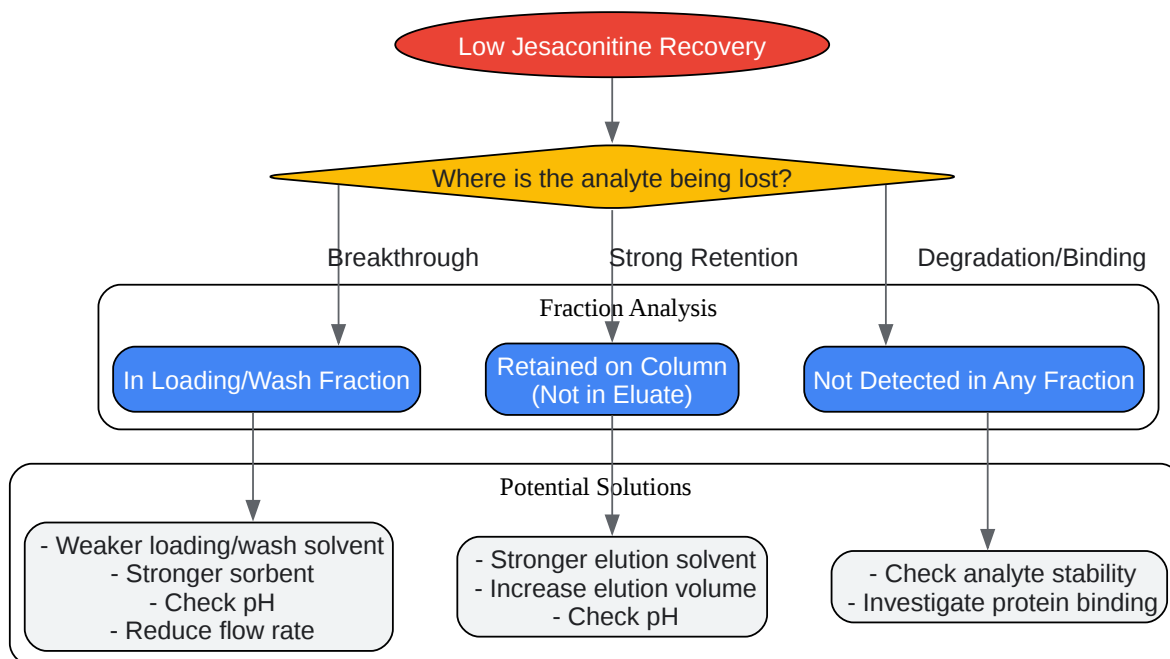 Low Jesaconitine Recovery
Where is the analyte being lost?
Breakthrough
Strong Retention
Degradation/Binding
Fraction Analysis
In Loading/Wash Fraction
Retained on Column
(Not in Eluate)
Not Detected in Any Fraction
Potential Solutions
- Weaker loading/wash solvent
- Stronger sorbent
- Check pH
- Reduce flow rate
- Stronger elution solvent
- Increase elution volume
- Check pH
- Check analyte stability
- Investigate protein binding